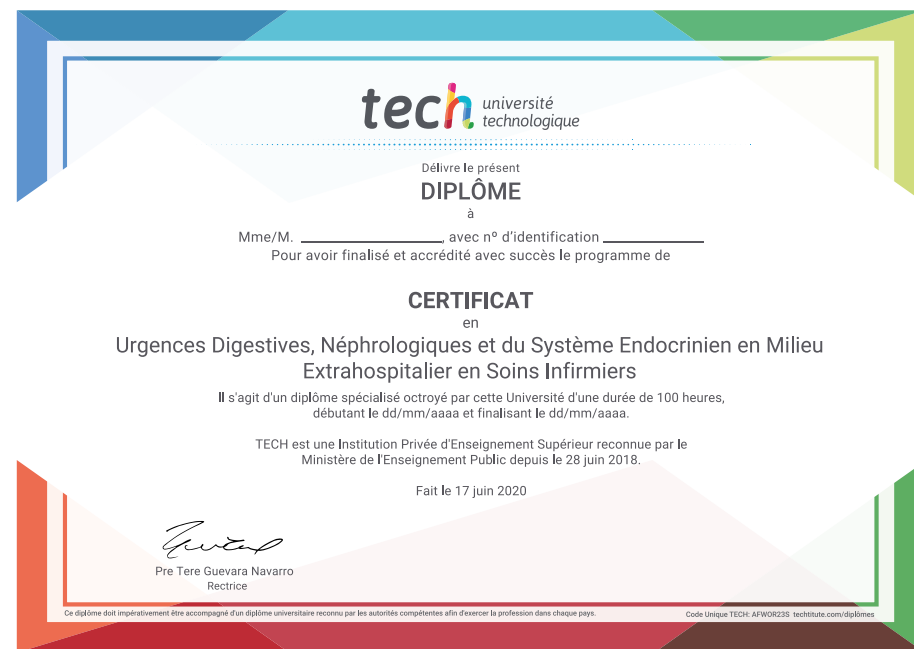 tech université
technologique
Délivre le présent
DIPLÔME
à
Mme/M. ____________________, avec nº d'identification ______________
Pour avoir finalisé et accrédité avec succès le programme de
CERTIFICAT
en
Urgences Digestives, Néphrologiques et du Système Endocrinien en Milieu
Extrahospitalier en Soins Infirmiers
Il s'agit d'un diplôme spécialisé octroyé par cette Université d'une durée de 100 heures,
débutant le dd/mm/aaaa et finalisant le dd/mm/aaaa.
TECH est une Institution Privée d'Enseignement Supérieur reconnue par le
Ministère de l'Enseignement Public depuis le 28 juin 2018.
Fait le 17 juin 2020
Pre Tere Guevara Navarro
Rectrice
Ce diplôme doit impérativement être accompagné d'un diplôme universitaire reconnu par les autorités compétentes afin d'exercer la profession dans chaque pays.
Code Unique TECH: AFWOR23S techtitute.com/diplômes